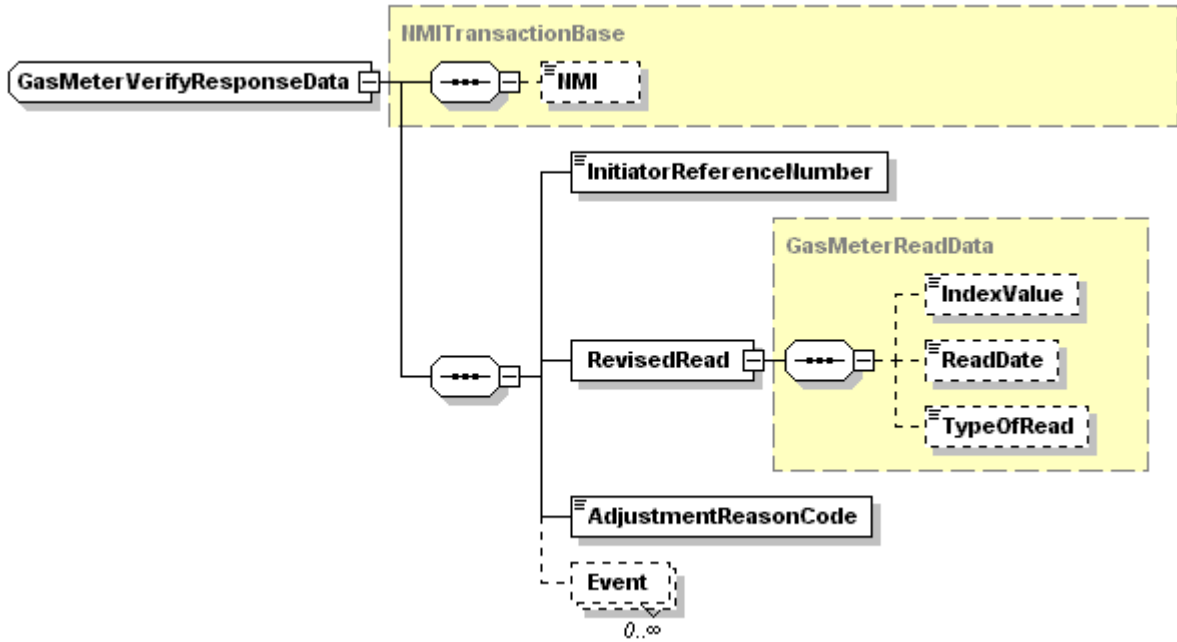 NMITransactionBase
GasMeterVerifyResponseData
NMI
InitiatorReferenceNumber
GasMeterReadData
IndexValue
RevisedRead
ReadDate
TypeOfRead
AdjustmentReasonCode
Event
0..∞